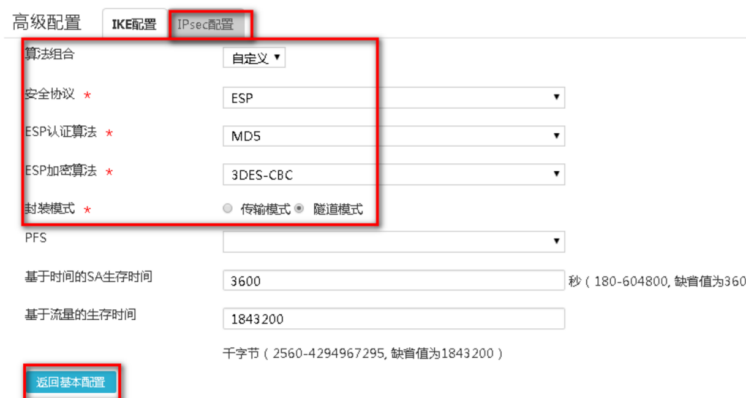 高级配置 IKE配置 IPsec配置
算法组合 自定义
安全协议 * ESP
ESP认证算法 * MD5
ESP加密算法 * 3DES-CBC
封装模式 * 传输模式 隧道模式
PFS
基于时间的SA生存时间 3600 秒（180-604800, 缺省值为360
基于流量的生存时间 1843200
千字节（2560-4294967295, 缺省值为1843200）
返回基本配置